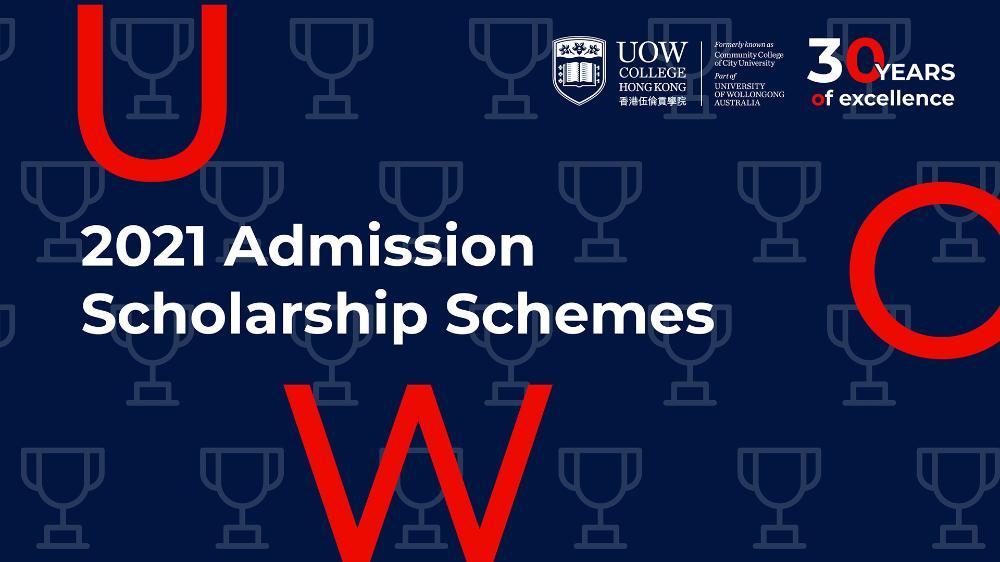 U
UOW
COLLEGE
HONG KONG
香港伍倫貢學院
Formerly known as
Community College
of City University
Part of
UNIVERSITY
OF WOLLONGONG
AUSTRALIA
30 YEARS
of excellence
O
2021 Admission
Scholarship Schemes
W